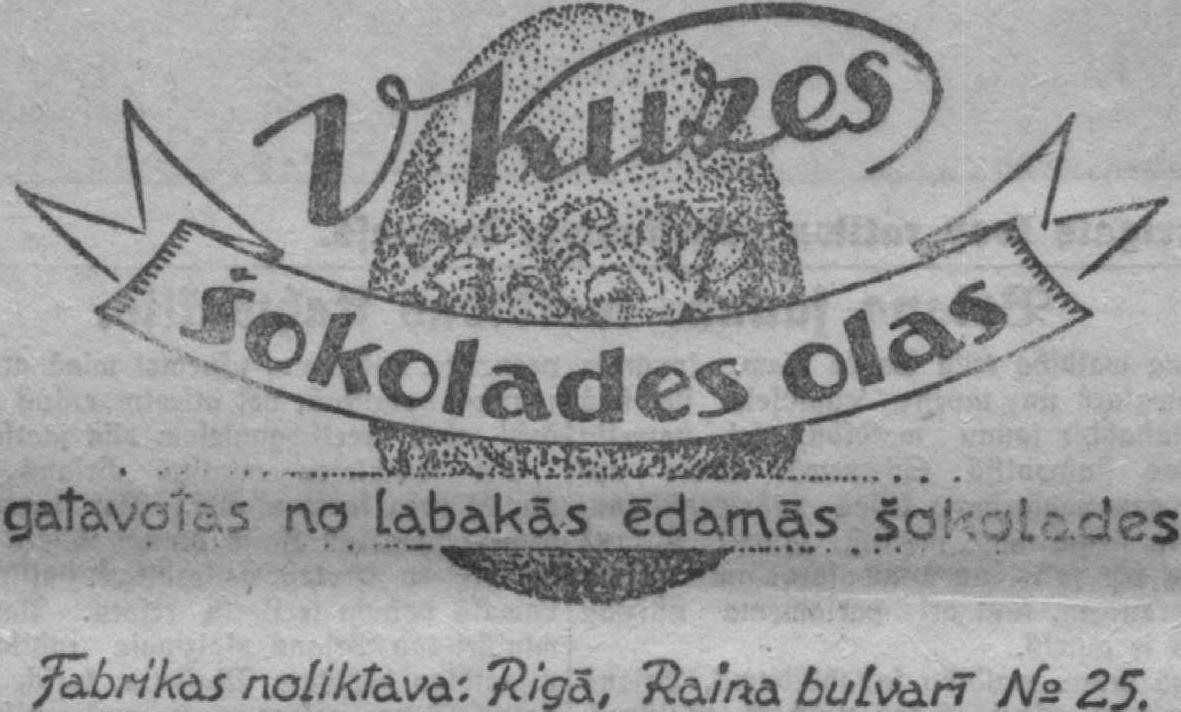 V Kuzes
šokolades olas
gatavotas no labakās ēdamās šokolades
Fabrikas noliktava: Rigā, Raiņa bulvarī № 25.